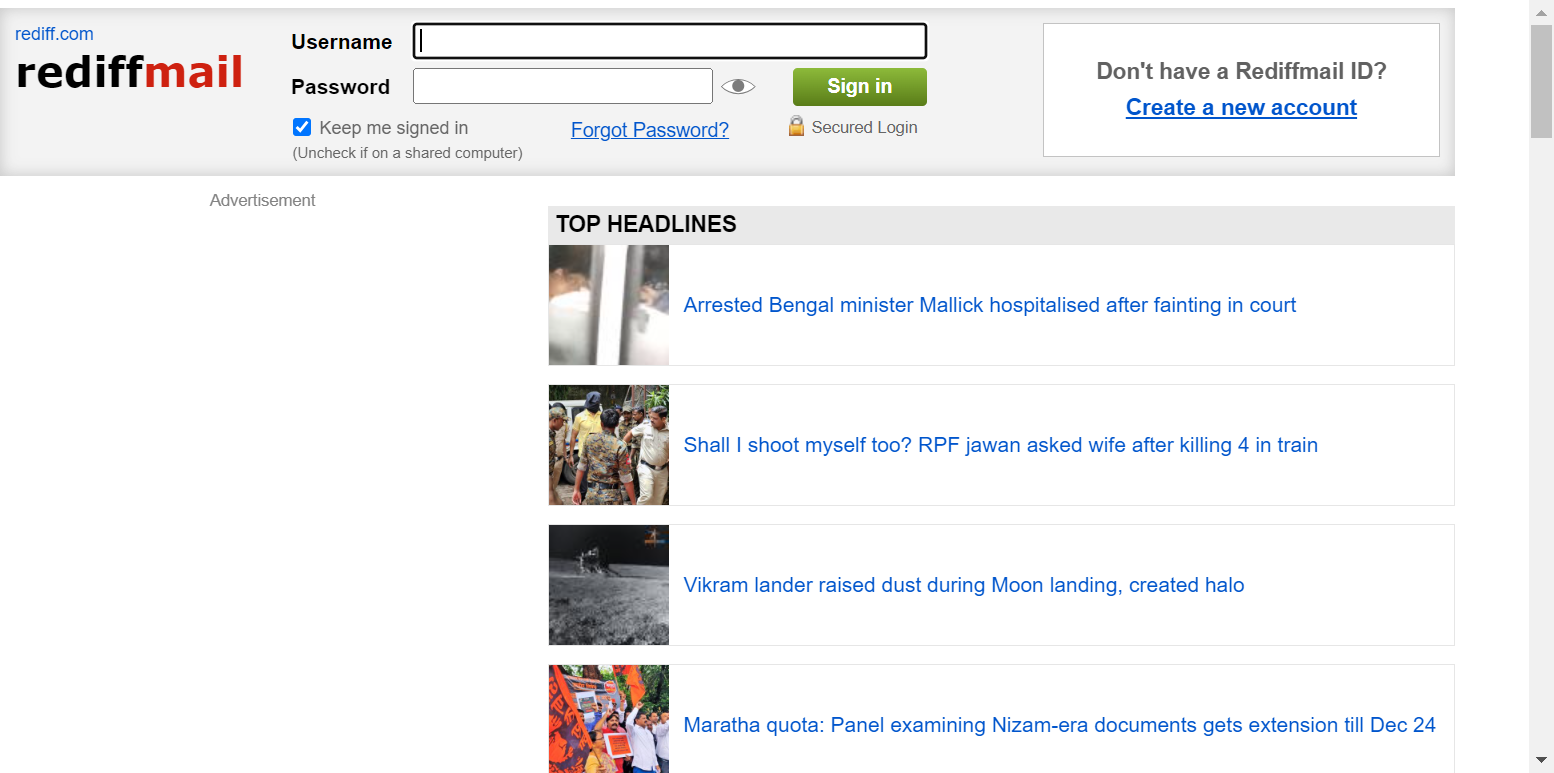 rediff.com
rediffmail
Username
Password
Sign in
Keep me signed in
(Uncheck if on a shared computer)
Forgot Password?
Secured Login
Don't have a Rediffmail ID?
Create a new account
Advertisement
TOP HEADLINES
Arrested Bengal minister Mallick hospitalised after fainting in court
Shall I shoot myself too? RPF jawan asked wife after killing 4 in train
Vikram lander raised dust during Moon landing, created halo
Maratha quota: Panel examining Nizam-era documents gets extension till Dec 24